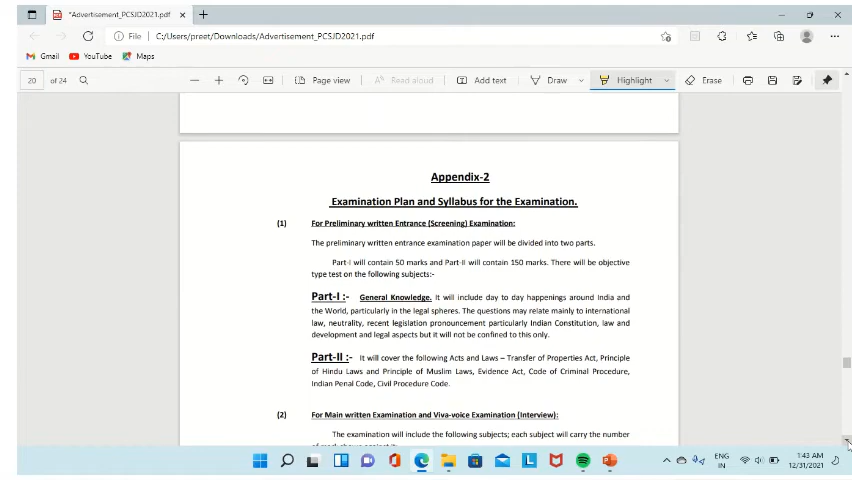 *Advertisement_PCSJD2021.pdf
File C:/Users/preet/Downloads/Advertisement_PCSJD2021.pdf
Gmail YouTube Maps
20 of 24 Page view Read aloud Add text Draw Highlight Erase
Appendix-2
Examination Plan and Syllabus for the Examination.
(1) For Preliminary written Entrance (Screening) Examination:
The preliminary written entrance examination paper will be divided into two parts.
Part-I will contain 50 marks and Part-II will contain 150 marks. There will be objective
type test on the following subjects:-
Part-I :- General Knowledge. It will include day to day happenings around India and
the World, particularly in the legal spheres. The questions may relate mainly to international
law, neutrality, recent legislation pronouncement particularly Indian Constitution, law and
development and legal aspects but it will not be confined to this only.
Part-II :- It will cover the following Acts and Laws – Transfer of Properties Act, Principle
of Hindu Laws and Principle of Muslim Laws, Evidence Act, Code of Criminal Procedure,
Indian Penal Code, Civil Procedure Code.
(2) For Main written Examination and Viva-voice Examination (Interview):
The examination will include the following subjects; each subject will carry the number
ENG
IN
1:43 AM
12/31/2021